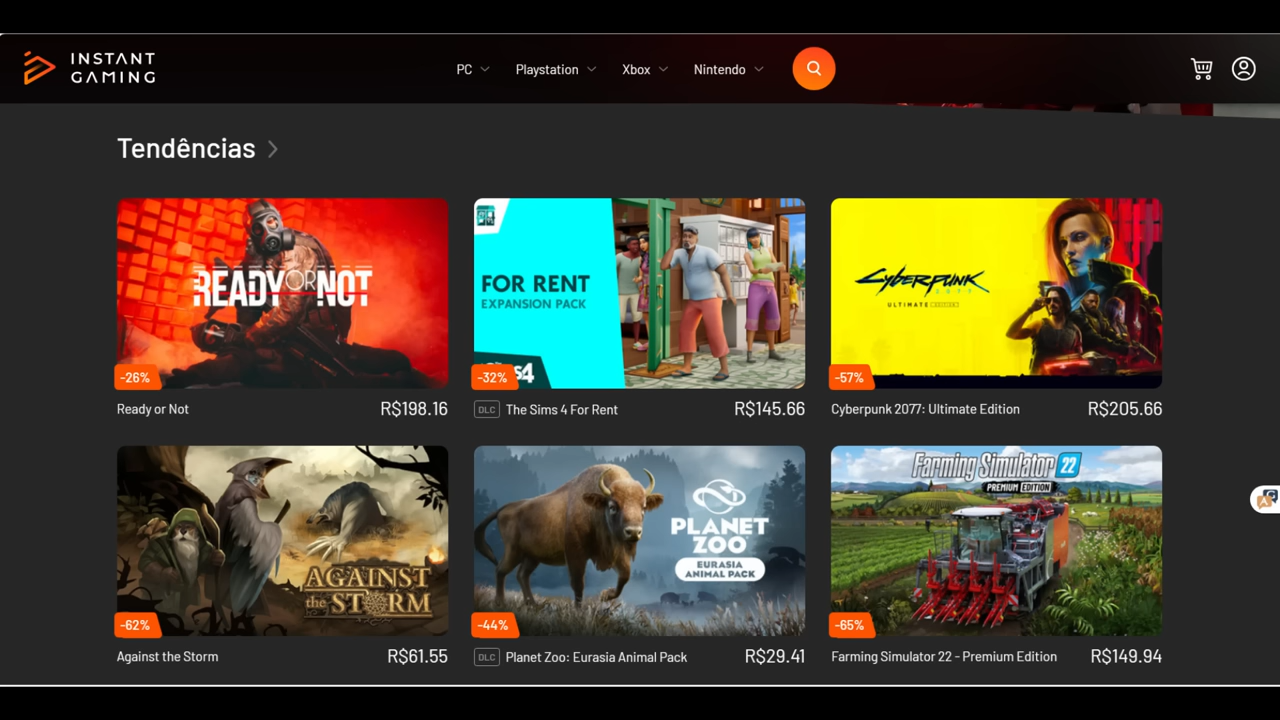 INSTANT
GAMING
PC
Playstation
Xbox
Nintendo
Tendências
READY OR NOT
-26%
Ready or Not
R$198.16
FOR RENT
EXPANSION PACK
-32%
DLC
The Sims 4 For Rent
R$145.66
Cyberpunk
2077
ULTIMATE EDITION
-57%
Cyberpunk 2077: Ultimate Edition
R$205.66
AGAINST
the STORM
-62%
Against the Storm
R$61.55
PLANET
ZOO
EURASIA
ANIMAL PACK
-44%
DLC
Planet Zoo: Eurasia Animal Pack
R$29.41
Farming Simulator 22
PREMIUM EDITION
-65%
Farming Simulator 22 - Premium Edition
R$149.94